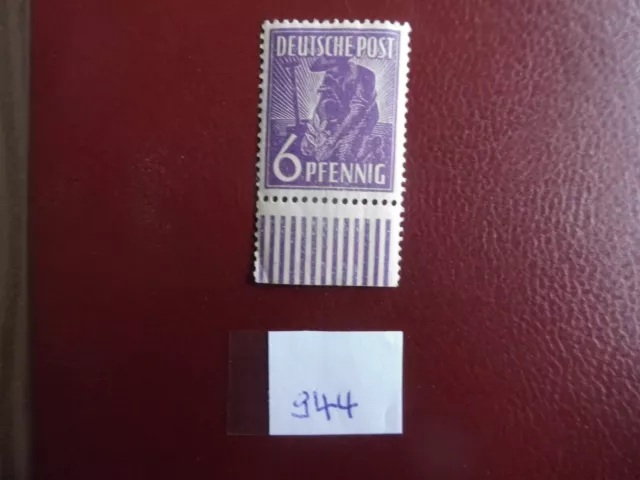 DEUTSCHE POST
6 PFENNIG
944